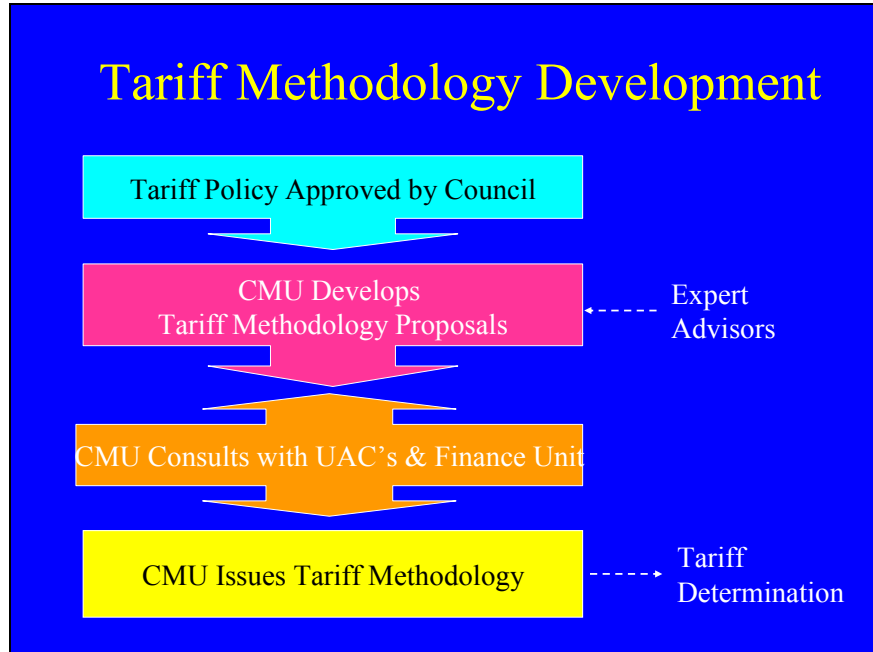 Tariff Methodology Development
Tariff Policy Approved by Council
CMU Develops
Tariff Methodology Proposals
Expert
Advisors
CMU Consults with UAC's & Finance Unit
CMU Issues Tariff Methodology
Tariff
Determination